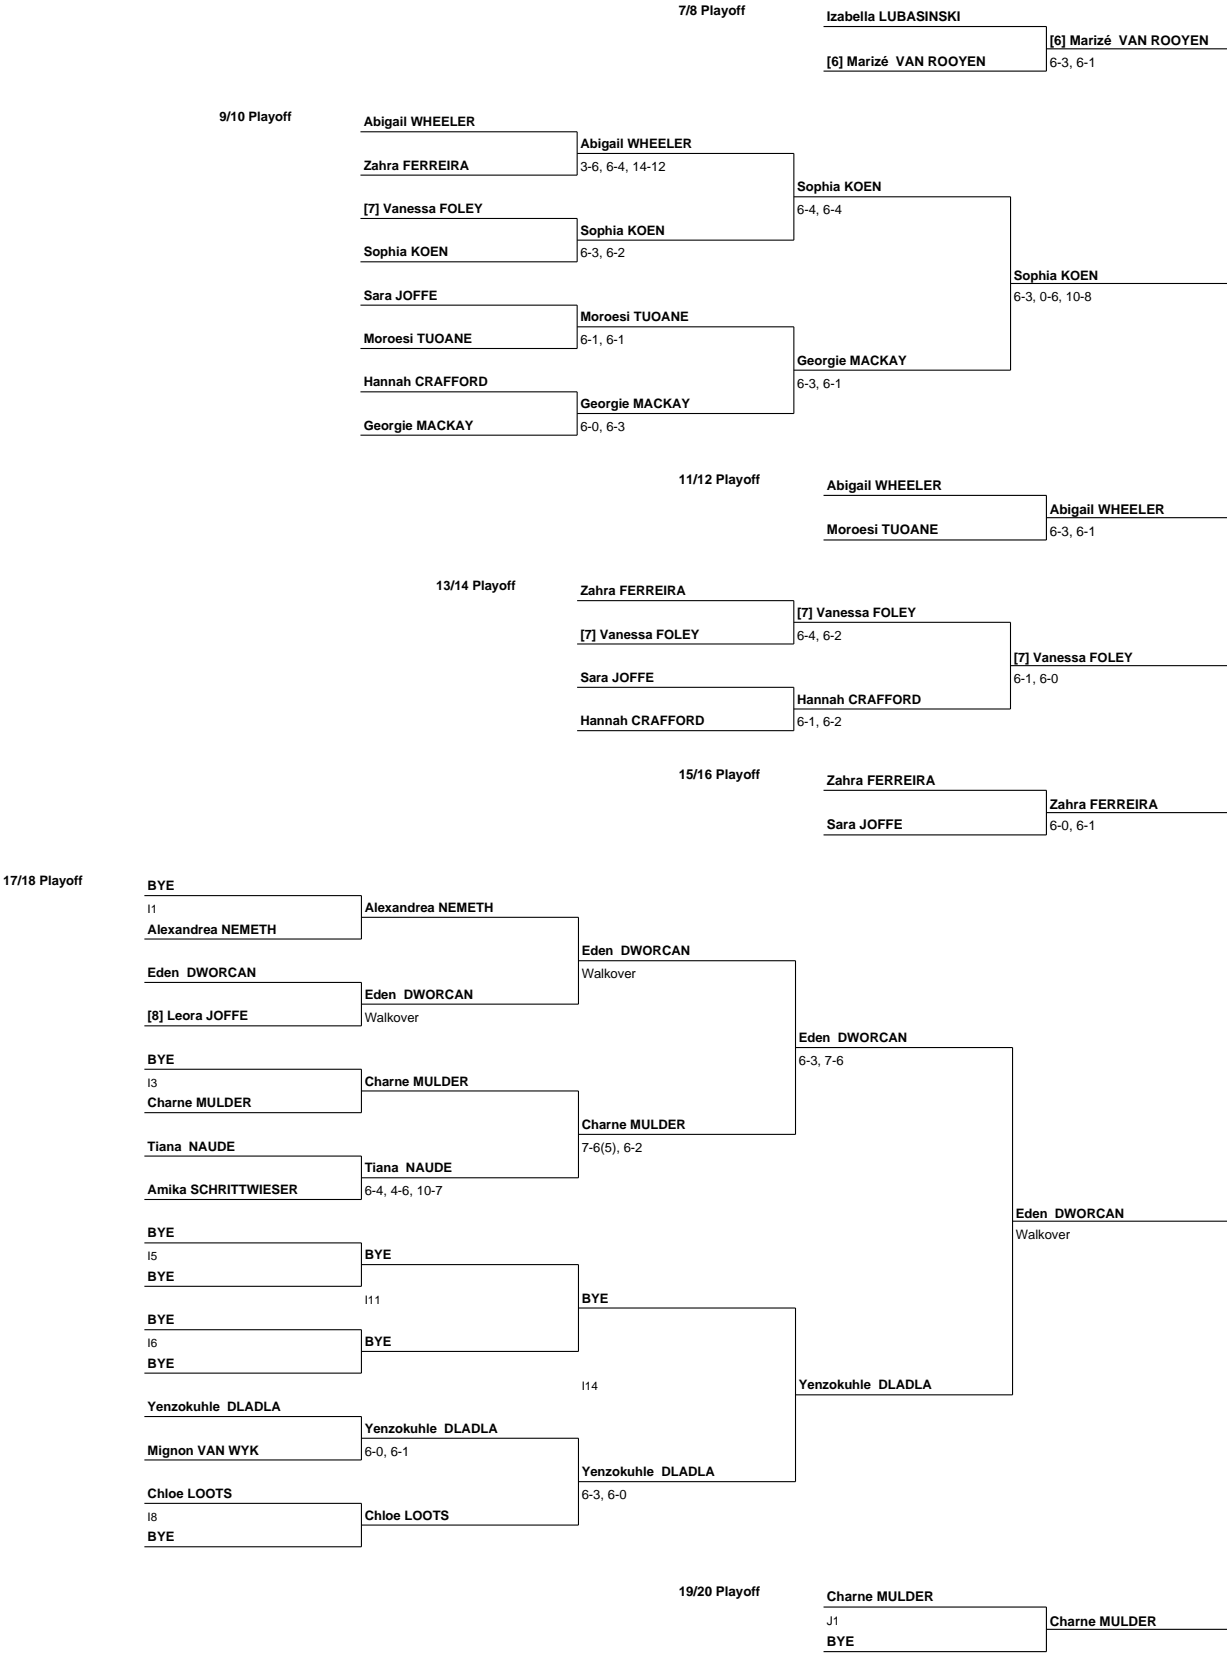 7/8 Playoff
Izabella LUBASINSKI
[6] Marizé  VAN ROOYEN
[6] Marizé  VAN ROOYEN
6-3, 6-1
9/10 Playoff
Abigail WHEELER
Abigail WHEELER
Zahra FERREIRA
3-6, 6-4, 14-12
Sophia KOEN
[7] Vanessa FOLEY
6-4, 6-4
Sophia KOEN
Sophia KOEN
6-3, 6-2
Sophia KOEN
Sara JOFFE
6-3, 0-6, 10-8
Moroesi TUOANE
Moroesi TUOANE
6-1, 6-1
Georgie MACKAY
Hannah CRAFFORD
6-3, 6-1
Georgie MACKAY
Georgie MACKAY
6-0, 6-3
11/12 Playoff
Abigail WHEELER
Abigail WHEELER
Moroesi TUOANE
6-3, 6-1
13/14 Playoff
Zahra FERREIRA
[7] Vanessa FOLEY
[7] Vanessa FOLEY
6-4, 6-2
[7] Vanessa FOLEY
Sara JOFFE
6-1, 6-0
Hannah CRAFFORD
Hannah CRAFFORD
6-1, 6-2
15/16 Playoff
Zahra FERREIRA
Zahra FERREIRA
Sara JOFFE
6-0, 6-1
17/18 Playoff
BYE
I1
Alexandrea NEMETH
Alexandrea NEMETH
Eden  DWORCAN
Eden  DWORCAN
Walkover
Eden  DWORCAN
[8] Leora JOFFE
Walkover
Eden  DWORCAN
BYE
6-3, 7-6
I3
Charne MULDER
Charne MULDER
Charne MULDER
Tiana  NAUDE
7-6(5), 6-2
Tiana  NAUDE
Amika SCHRITTWIESER
6-4, 4-6, 10-7
Eden  DWORCAN
BYE
Walkover
I5
BYE
BYE
I11
BYE
BYE
I6
BYE
BYE
I14
Yenzokuhle  DLADLA
Yenzokuhle  DLADLA
Yenzokuhle  DLADLA
Mignon VAN WYK
6-0, 6-1
Yenzokuhle  DLADLA
Chloe LOOTS
6-3, 6-0
I8
Chloe LOOTS
BYE
19/20 Playoff
Charne MULDER
J1
Charne MULDER
BYE